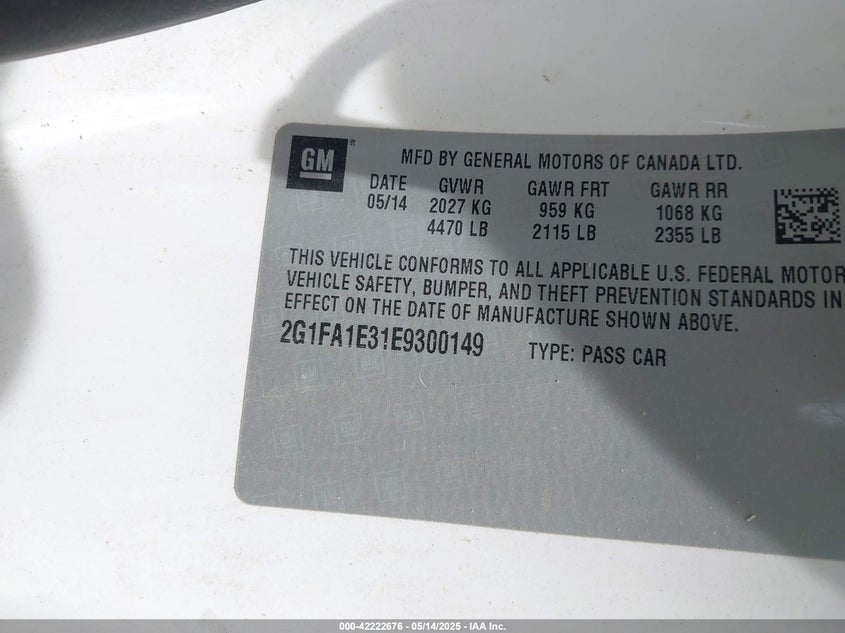 GM ®
MFD BY GENERAL MOTORS OF CANADA LTD.
DATE GVWR GAWR FRT GAWR RR
05/14 2027 KG 959 KG 1068 KG
4470 LB 2115 LB 2355 LB
THIS VEHICLE CONFORMS TO ALL APPLICABLE U.S. FEDERAL MOTOR
VEHICLE SAFETY, BUMPER, AND THEFT PREVENTION STANDARDS IN
EFFECT ON THE DATE OF MANUFACTURE SHOWN ABOVE.
2G1FA1E31E9300149 TYPE: PASS CAR
000-42222676 - 05/14/2025 - IAA Inc.